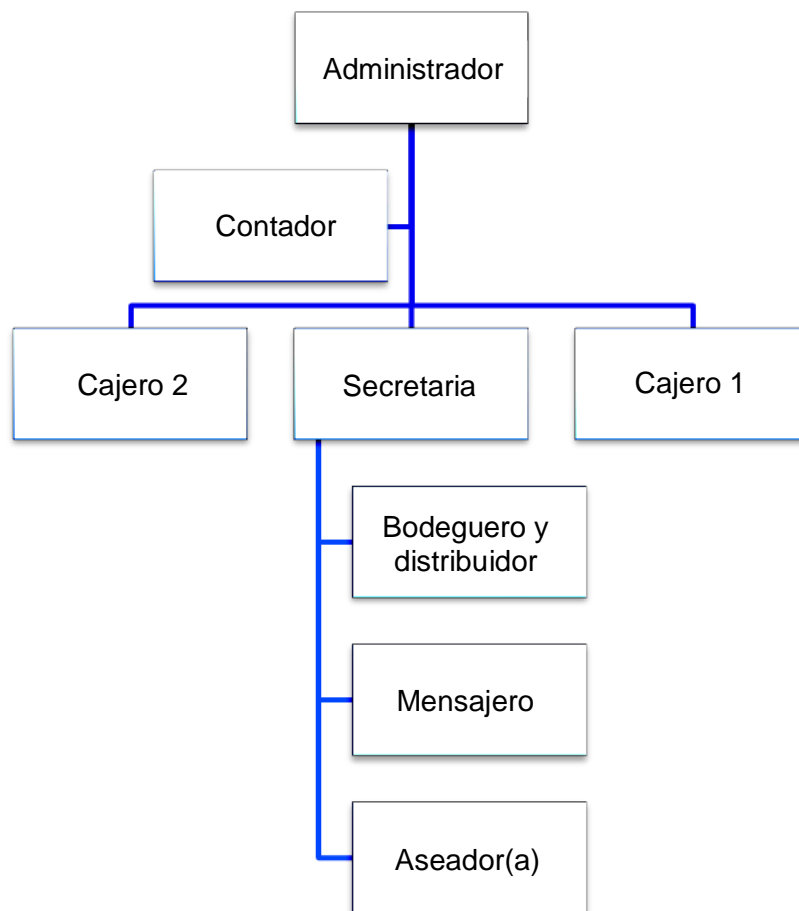 Administrador
Contador
Cajero 2
Secretaria
Cajero 1
Bodeguero y
distribuidor
Mensajero
Aseador(a)